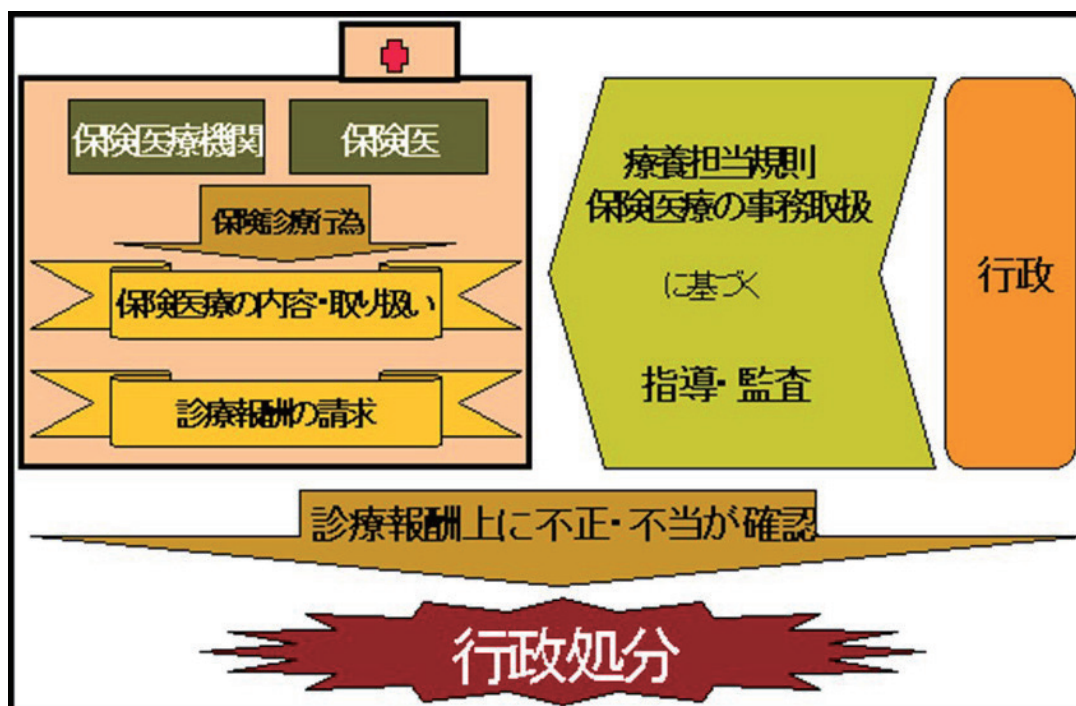 保険医療機関
保険医
保険診療行為
保険医療の内容・取り扱い
診療報酬の請求
療養担当規則
保険医療の事務取扱
に基づく
指導・監査
行政
診療報酬上に不正・不当が確認
行政処分